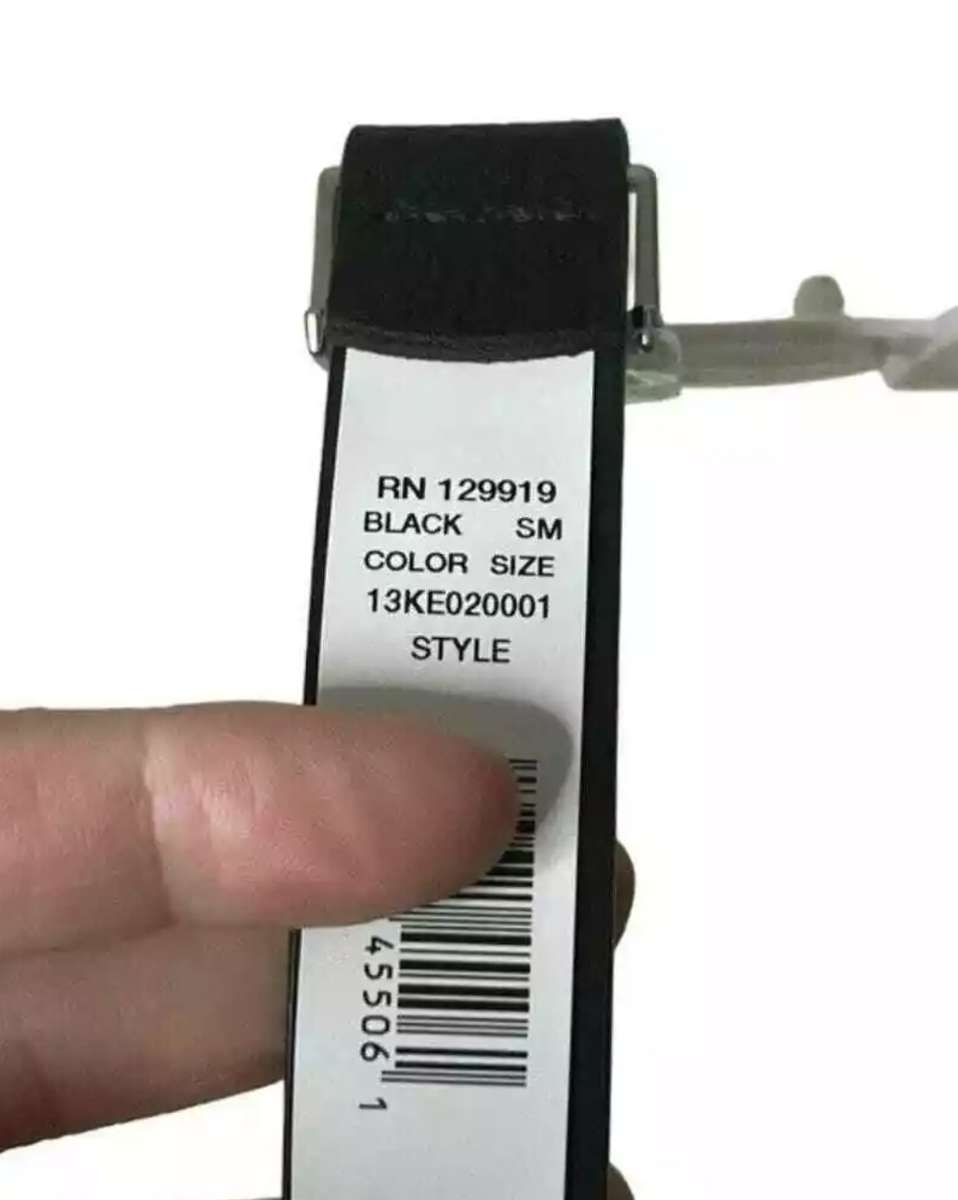 RN 129919
BLACK SM
COLOR SIZE
13KE020001
STYLE
45506 1